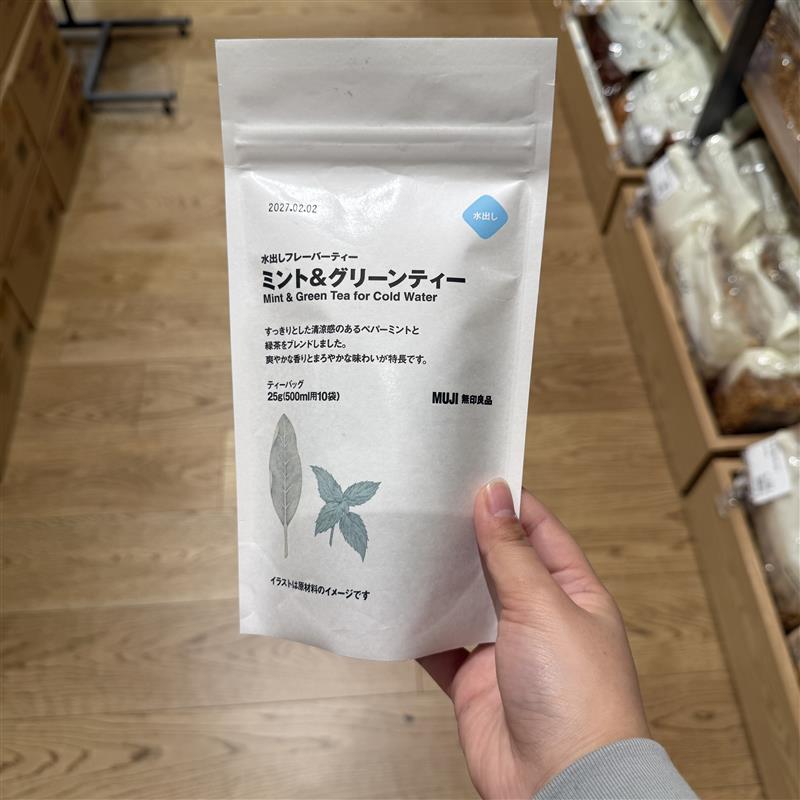 2027.02.02
水出し
水出しフレーバーティー
ミント&グリーンティー
Mint & Green Tea for Cold Water
すっきりとした清涼感のあるペパーミントと
緑茶をブレンドしました。
爽やかな香りとまろやかな味わいが特長です。
ティーバッグ
25g(500ml用10袋)
MUJI 無印良品
イラストは原材料のイメージです